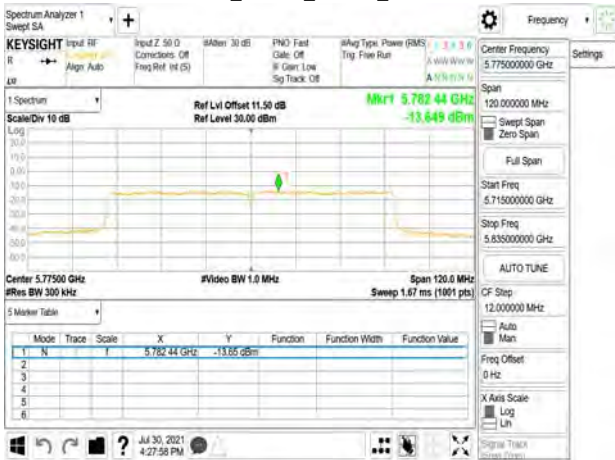 Spectrum Analyzer 1
Swept SA
Frequency
KEYSIGHT Input: RF
R
Align: Auto
Input Z: 50 Ω
Corrections: Off
Freq Ref: Int (S)
#Atten: 30 dB
PNO: Fast
Gate: Off
IF Gain: Low
Sig Track: Off
#Avg Type: Power (RMS)
Trig: Free Run
Center Frequency
5.775000000 GHz
Settings
Span
120.000000 MHz
Swept Span
Zero Span
Full Span
Start Freq
5.715000000 GHz
Stop Freq
5.835000000 GHz
AUTO TUNE
CF Step
12.000000 MHz
Auto
Man
Freq Offset
0 Hz
X Axis Scale
Log
Lin
Signal Track
1 Spectrum
Scale/Div 10 dB
Ref Lvl Offset 11.50 dB
Ref Level 30.00 dBm
Mkr1 5.782 44 GHz
-13.649 dBm
Log
20.0
10.0
0.00
Center 5.77500 GHz
#Res BW 300 kHz
#Video BW 1.0 MHz
Span 120.0 MHz
Sweep 1.67 ms (1001 pts)
5 Marker Table
Mode Trace Scale X Y Function Function Width Function Value
1 N f 5.782 44 GHz -13.65 dBm
2
3
4
5
6
Jul 30, 2021
4:27:58 PM